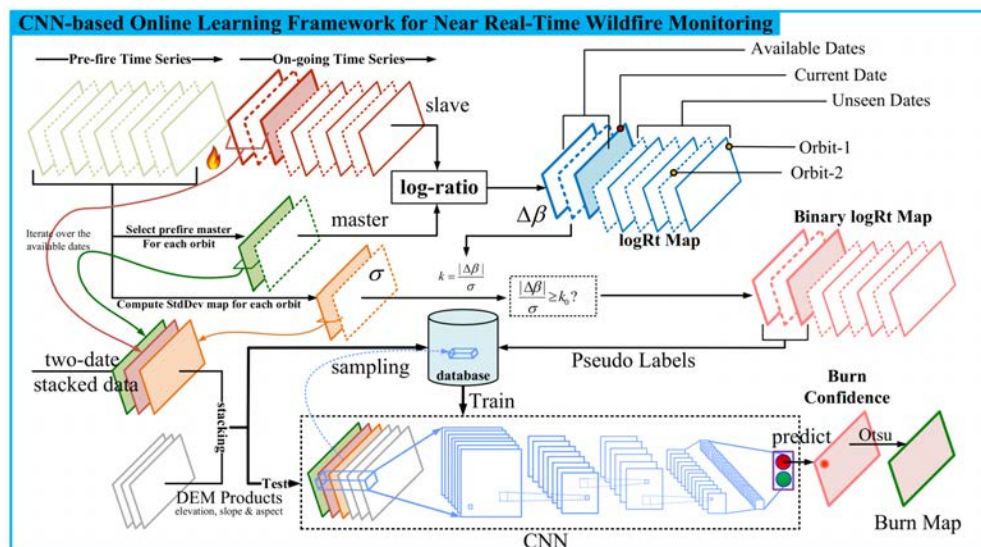 CNN-based Online Learning Framework for Near Real-Time Wildfire Monitoring
Pre-fire Time Series
On-going Time Series
slave
Available Dates
Current Date
Unseen Dates
Orbit-1
Orbit-2
log-ratio
Δβ
logRt Map
Binary logRt Map
Iterate over the
available dates
Select prefire master
For each orbit
master
k = |Δβ| / σ
Compute StdDev map for each orbit
σ
|Δβ| / σ ≥ k₀?
two-date
stacked data
sampling
database
Pseudo Labels
Train
stacking
Burn
Confidence
predict
Otsu
Test
DEM Products
elevation, slope & aspect
CNN
Burn Map